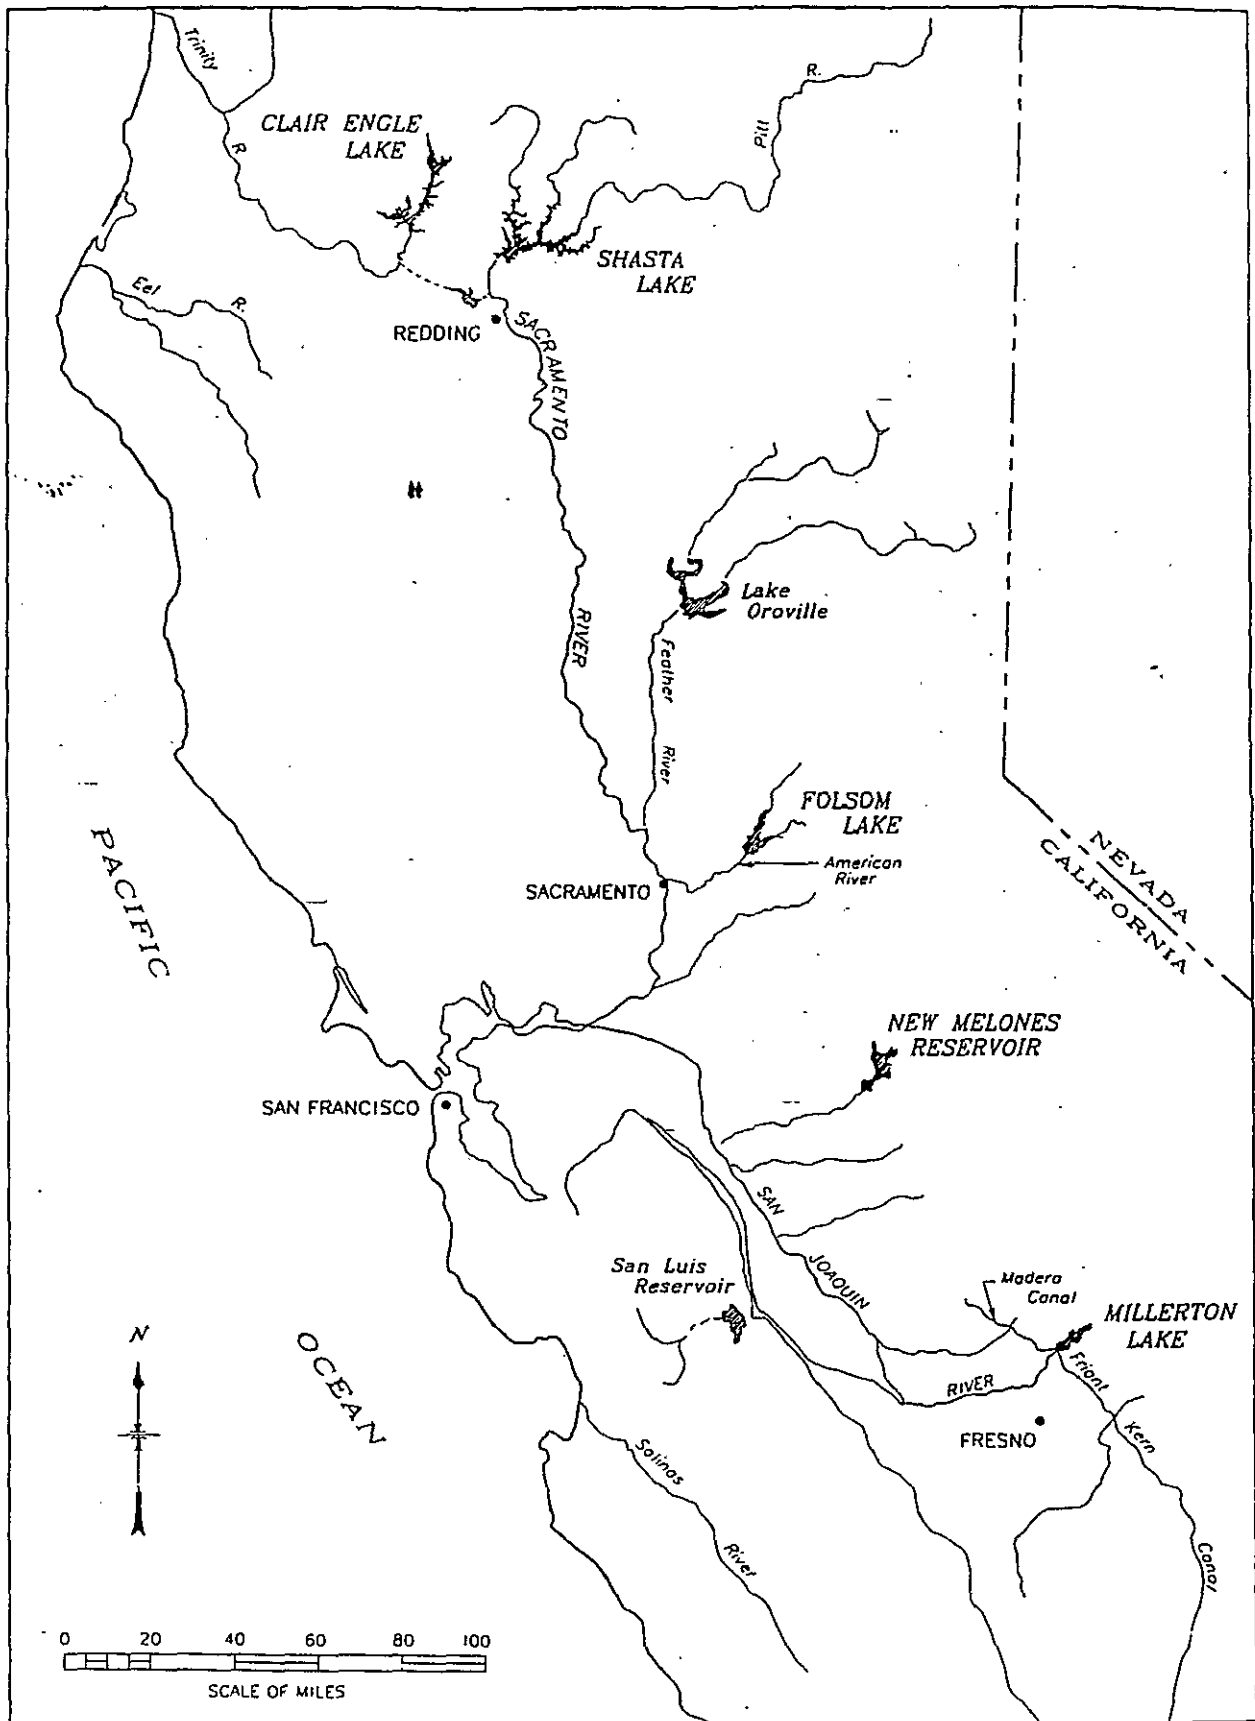 Trinity
R.
CLAIR ENGLE
LAKE
Pitt
R.
SHASTA
LAKE
Eel
R.
REDDING
SACRAMENTO
RIVER
Lake
Oroville
Feather
River
FOLSOM
LAKE
American
River
SACRAMENTO
NEVADA
CALIFORNIA
PACIFIC
OCEAN
NEW MELONES
RESERVOIR
SAN FRANCISCO
SAN
JOAQUIN
RIVER
San Luis
Reservoir
Madera
Canal
MILLERTON
LAKE
Friant
Kern
Canal
FRESNO
Salinas
River
N
0 20 40 60 80 100
SCALE OF MILES